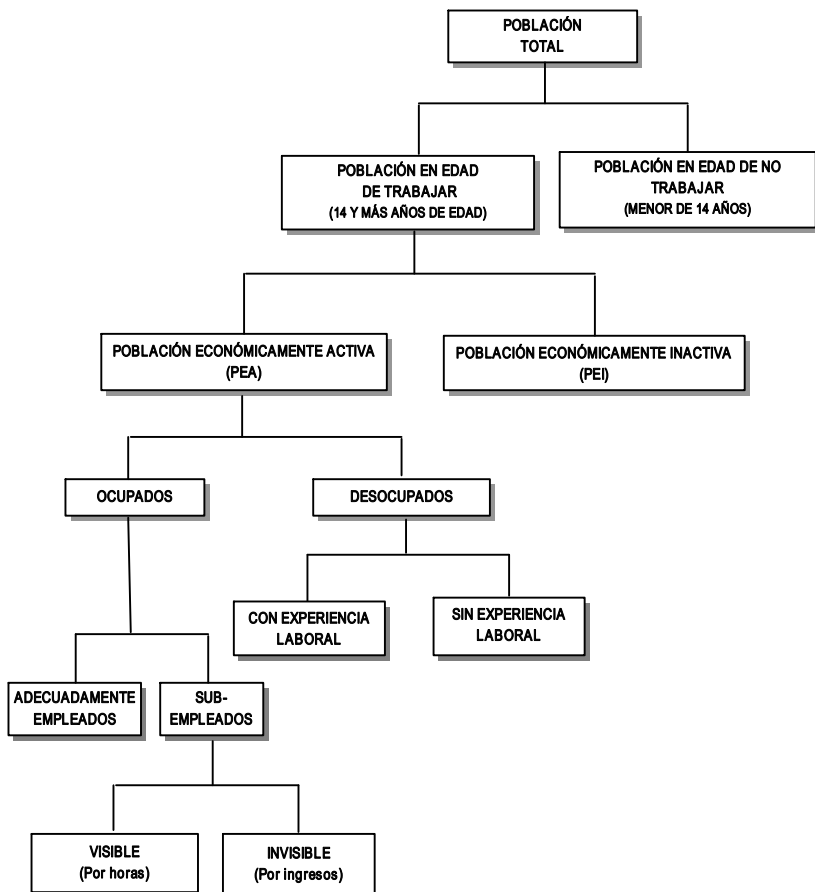 POBLACIÓN
TOTAL
POBLACIÓN EN EDAD
DE TRABAJAR
(14 Y MÁS AÑOS DE EDAD)
POBLACIÓN EN EDAD DE NO
TRABAJAR
(MENOR DE 14 AÑOS)
POBLACIÓN ECONÓMICAMENTE ACTIVA
(PEA)
POBLACIÓN ECONÓMICAMENTE INACTIVA
(PEI)
OCUPADOS
DESOCUPADOS
CON EXPERIENCIA
LABORAL
SIN EXPERIENCIA
LABORAL
ADECUADAMENTE
EMPLEADOS
SUB-
EMPLEADOS
VISIBLE
(Por horas)
INVISIBLE
(Por ingresos)